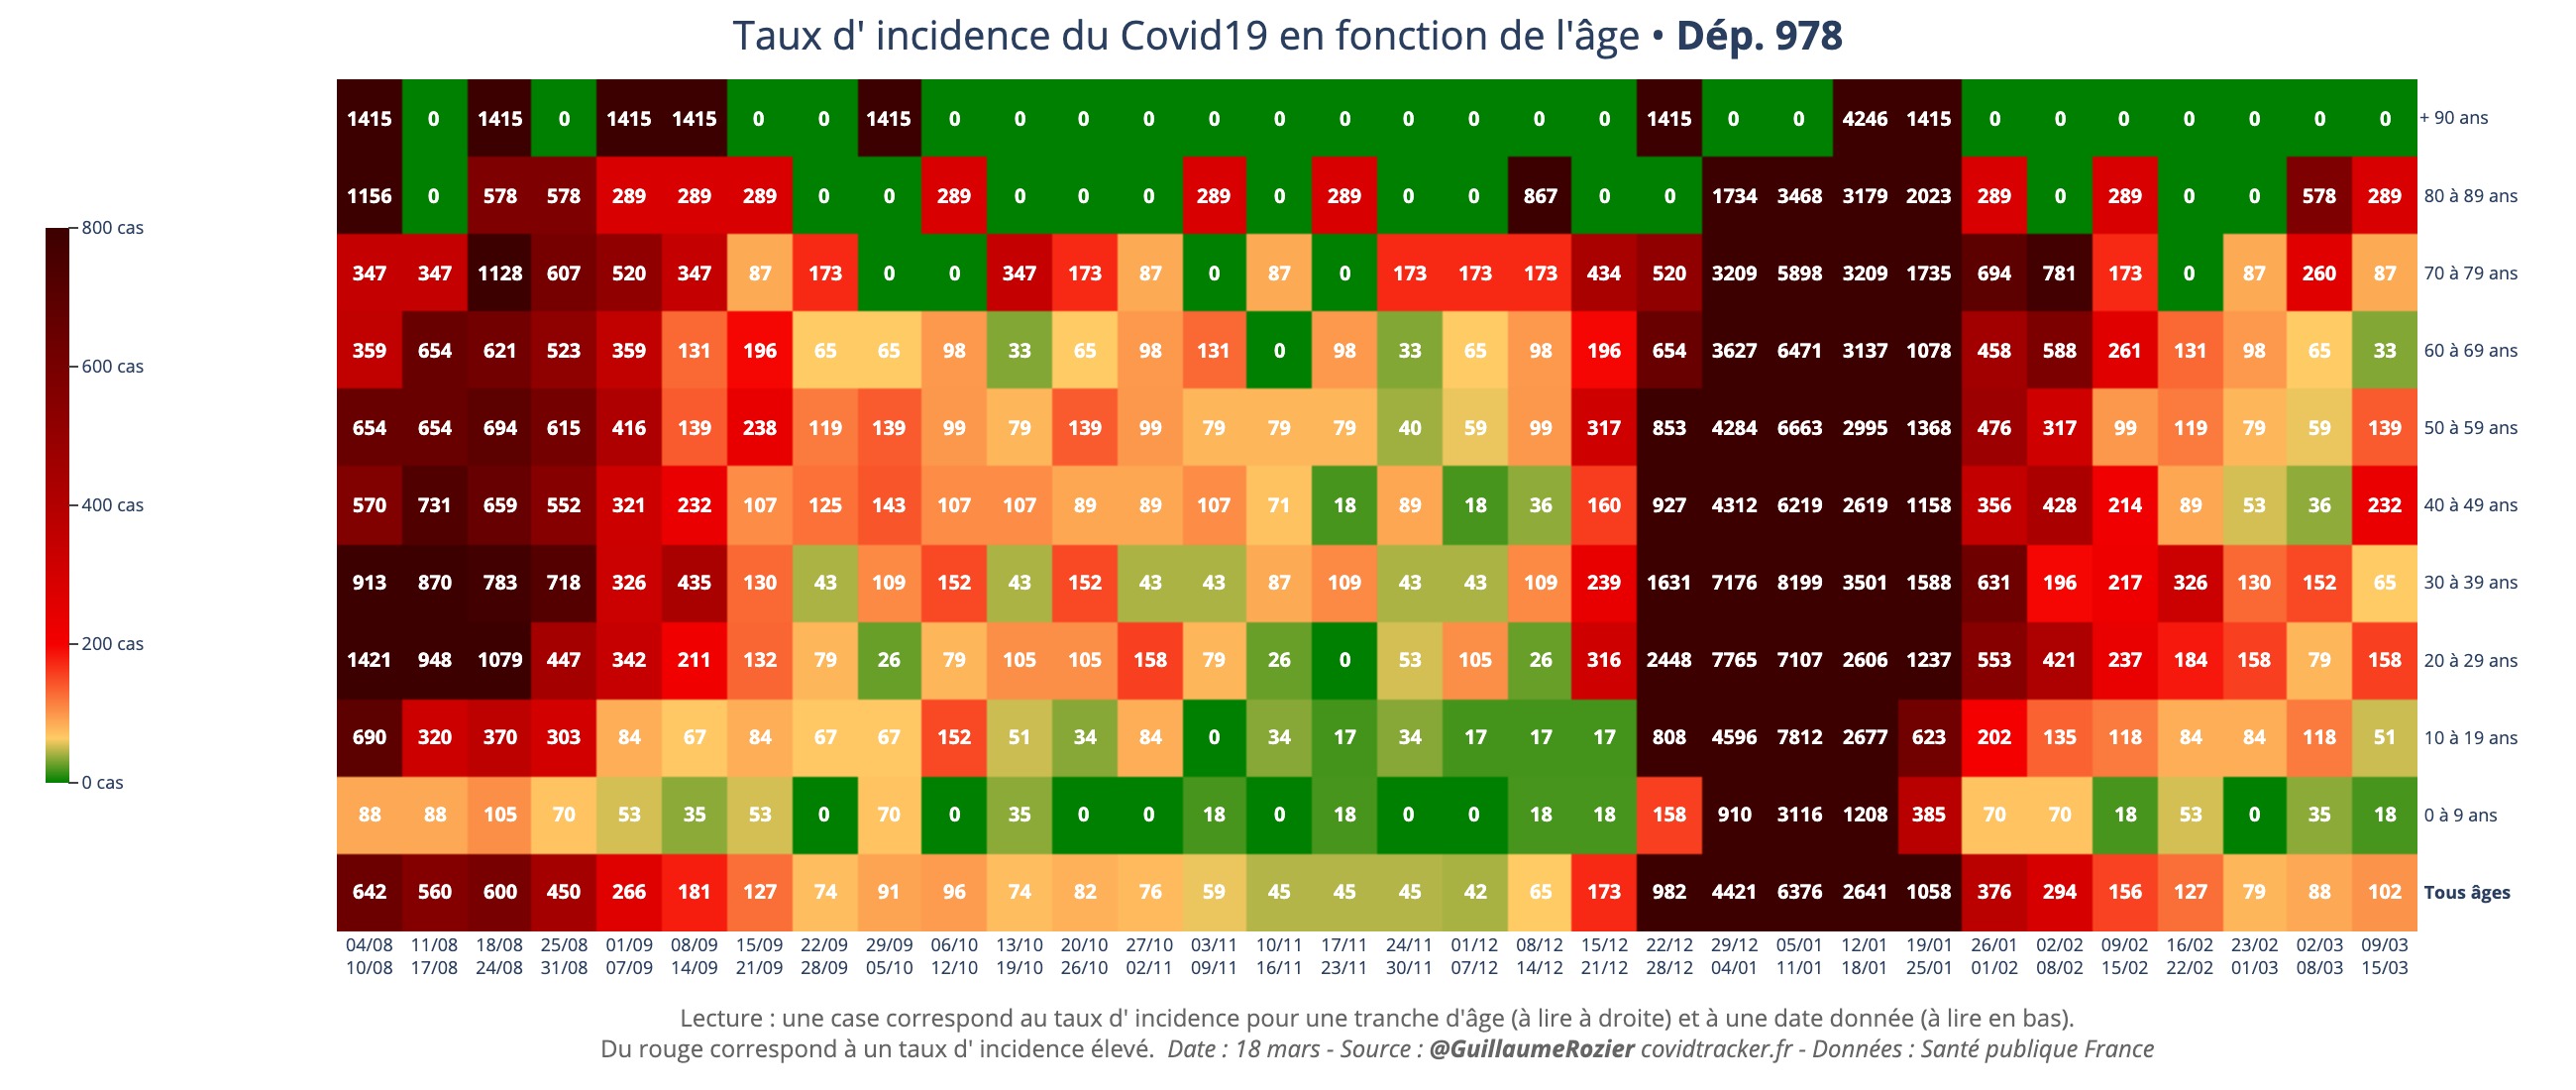 Taux d' incidence du Covid19 en fonction de l'âge • Dép. 978
1415 0 1415 0 1415 1415 0 0 1415 0 0 0 0 0 0 0 0 0 0 0 1415 0 0 4246 1415 0 0 0 0 0 0 0 + 90 ans
1156 0 578 578 289 289 289 0 0 289 0 0 0 289 0 289 0 0 867 0 0 1734 3468 3179 2023 289 0 289 0 0 578 289 80 à 89 ans
800 cas
347 347 1128 607 520 347 87 173 0 0 347 173 87 0 87 0 173 173 173 434 520 3209 5898 3209 1735 694 781 173 0 87 260 87 70 à 79 ans
359 654 621 523 359 131 196 65 65 98 33 65 98 131 0 98 33 65 98 196 654 3627 6471 3137 1078 458 588 261 131 98 65 33 60 à 69 ans
600 cas
654 654 694 615 416 139 238 119 139 99 79 139 99 79 79 79 40 59 99 317 853 4284 6663 2995 1368 476 317 99 119 79 59 139 50 à 59 ans
400 cas
570 731 659 552 321 232 107 125 143 107 107 89 89 107 71 18 89 18 36 160 927 4312 6219 2619 1158 356 428 214 89 53 36 232 40 à 49 ans
913 870 783 718 326 435 130 43 109 152 43 152 43 43 87 109 43 43 109 239 1631 7176 8199 3501 1588 631 196 217 326 130 152 65 30 à 39 ans
200 cas
1421 948 1079 447 342 211 132 79 26 79 105 105 158 79 26 0 53 105 26 316 2448 7765 7107 2606 1237 553 421 237 184 158 79 158 20 à 29 ans
690 320 370 303 84 67 84 67 67 152 51 34 84 0 34 17 34 17 17 17 808 4596 7812 2677 623 202 135 118 84 84 118 51 10 à 19 ans
0 cas
88 88 105 70 53 35 53 0 70 0 35 0 0 18 0 18 0 0 18 18 158 910 3116 1208 385 70 70 18 53 0 35 18 0 à 9 ans
642 560 600 450 266 181 127 74 91 96 74 82 76 59 45 45 45 42 65 173 982 4421 6376 2641 1058 376 294 156 127 79 88 102 Tous âges
04/08 11/08 18/08 25/08 01/09 08/09 15/09 22/09 29/09 06/10 13/10 20/10 27/10 03/11 10/11 17/11 24/11 01/12 08/12 15/12 22/12 29/12 05/01 12/01 19/01 26/01 02/02 09/02 16/02 23/02 02/03 09/03
10/08 17/08 24/08 31/08 07/09 14/09 21/09 28/09 05/10 12/10 19/10 26/10 02/11 09/11 16/11 23/11 30/11 07/12 14/12 21/12 28/12 04/01 11/01 18/01 25/01 01/02 08/02 15/02 22/02 01/03 08/03 15/03
Lecture : une case correspond au taux d' incidence pour une tranche d'âge (à lire à droite) et à une date donnée (à lire en bas).
Du rouge correspond à un taux d' incidence élevé. Date : 18 mars - Source : @GuillaumeRozier covidtracker.fr - Données : Santé publique France